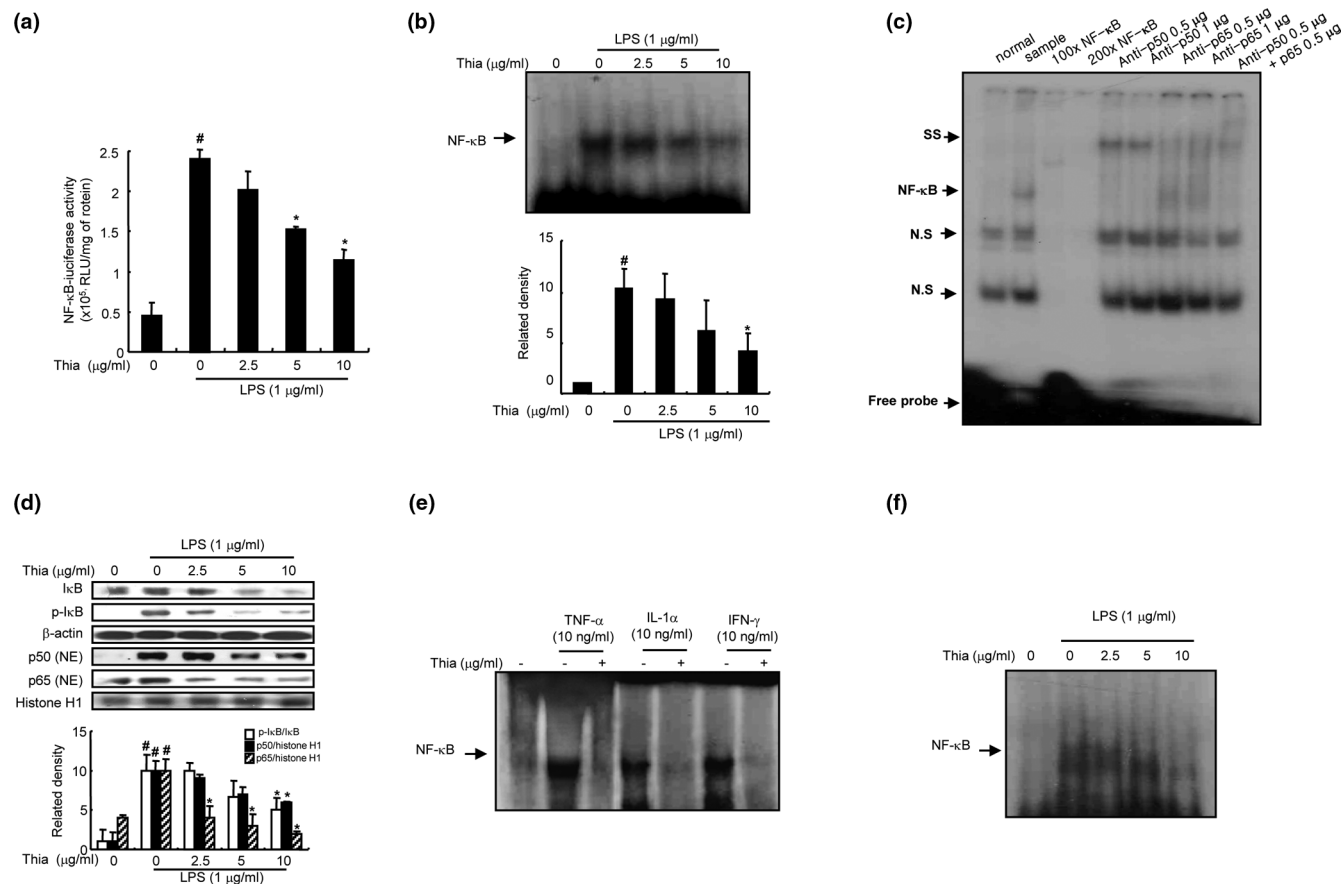 (a)
#
2.5
2
1.5
1
0.5
0
*
*
NF-κB-luciferase activity
(x10⁵. RLU/mg of rotein)
Thia (μg/ml) 0 0 2.5 5 10
LPS (1 μg/ml)
(b)
LPS (1 μg/ml)
Thia (μg/ml) 0 0 2.5 5 10
NF-κB
15
10
5
0
#
*
Related density
Thia (μg/ml) 0 0 2.5 5 10
LPS (1 μg/ml)
(c)
normal
sample
100x NF-κB
200x NF-κB
Anti-p50 0.5 μg
Anti-p50 1 μg
Anti-p65 0.5 μg
Anti-p65 1 μg
Anti-p50 0.5 μg
+ p65 0.5 μg
SS
NF-κB
N.S
N.S
Free probe
(d)
LPS (1 μg/ml)
Thia (μg/ml) 0 0 2.5 5 10
IκB
p-IκB
β-actin
p50 (NE)
p65 (NE)
Histone H1
15
10
5
0
Related density
p-IκB/IκB
p50/histone H1
p65/histone H1
# # #
*
*
* *
*
Thia (μg/ml) 0 0 2.5 5 10
LPS (1 μg/ml)
(e)
TNF-α IL-1α IFN-γ
(10 ng/ml) (10 ng/ml) (10 ng/ml)
Thia (μg/ml) - - + - + - +
NF-κB
(f)
LPS (1 μg/ml)
Thia (μg/ml) 0 0 2.5 5 10
NF-κB